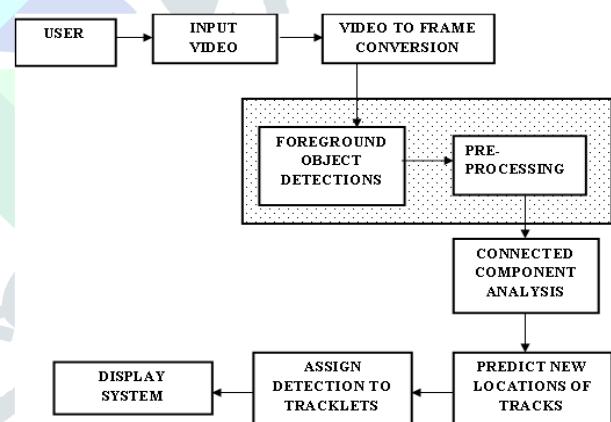 USER
INPUT
VIDEO
VIDEO TO FRAME
CONVERSION
FOREGROUND
OBJECT
DETECTIONS
PRE-
PROCESSING
CONNECTED
COMPONENT
ANALYSIS
PREDICT NEW
LOCATIONS OF
TRACKS
ASSIGN
DETECTION TO
TRACKLETS
DISPLAY
SYSTEM